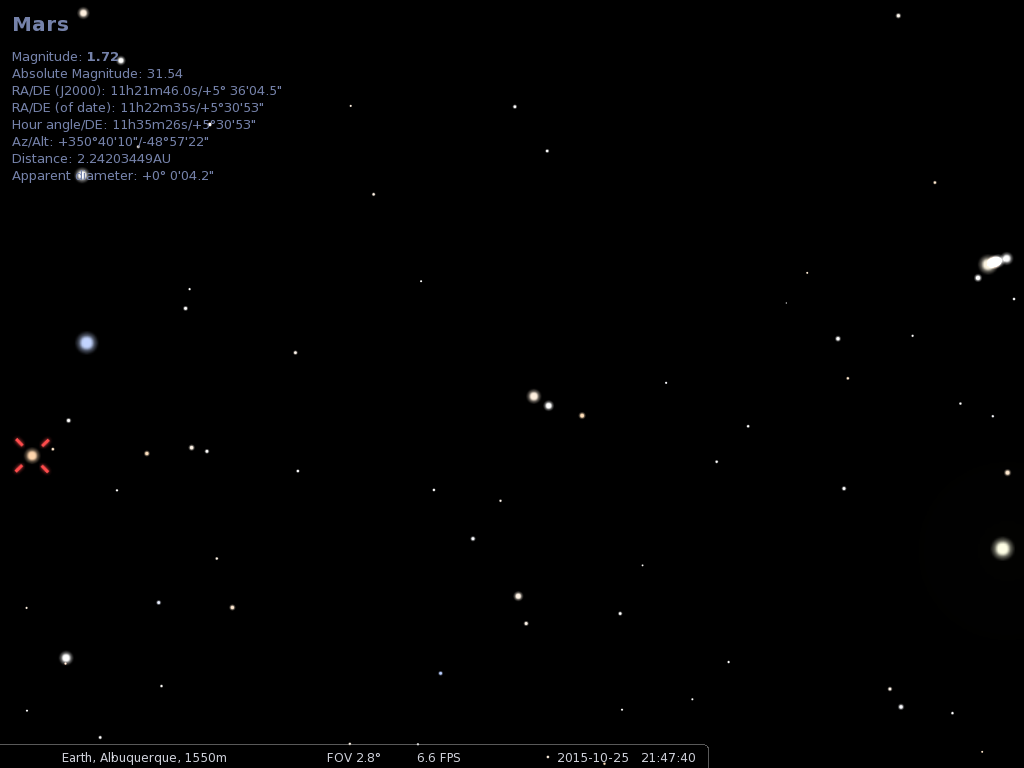 Mars
Magnitude: 1.72
Absolute Magnitude: 31.54
RA/DE (J2000): 11h21m46.0s/+5° 36'04.5"
RA/DE (of date): 11h22m35s/+5°30'53"
Hour angle/DE: 11h35m26s/+5°30'53"
Az/Alt: +350°40'10"/-48°57'22"
Distance: 2.24203449AU
Apparent diameter: +0° 0'04.2"
Earth, Albuquerque, 1550m FOV 2.8° 6.6 FPS 2015-10-25 21:47:40